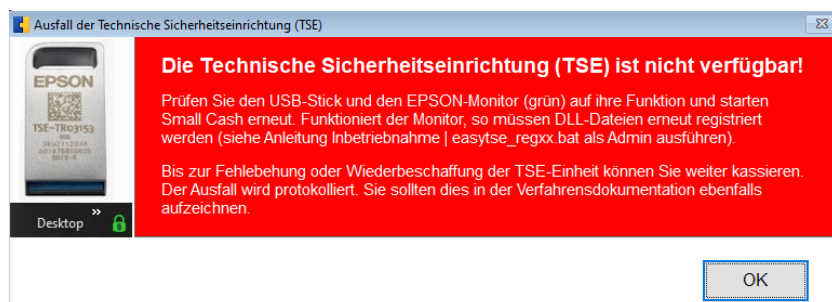 Ausfall der Technische Sicherheitseinrichtung (TSE)
EPSON
TSE-TR03153
Die Technische Sicherheitseinrichtung (TSE) ist nicht verfügbar!
Prüfen Sie den USB-Stick und den EPSON-Monitor (grün) auf ihre Funktion und starten
Small Cash erneut. Funktioniert der Monitor, so müssen DLL-Dateien erneut registriert
werden (siehe Anleitung Inbetriebnahme | easytse_regxx.bat als Admin ausführen).
Bis zur Fehlebehung oder Wiederbeschaffung der TSE-Einheit können Sie weiter kassieren.
Der Ausfall wird protokolliert. Sie sollten dies in der Verfahrensdokumentation ebenfalls
aufzeichnen.
Desktop »
OK